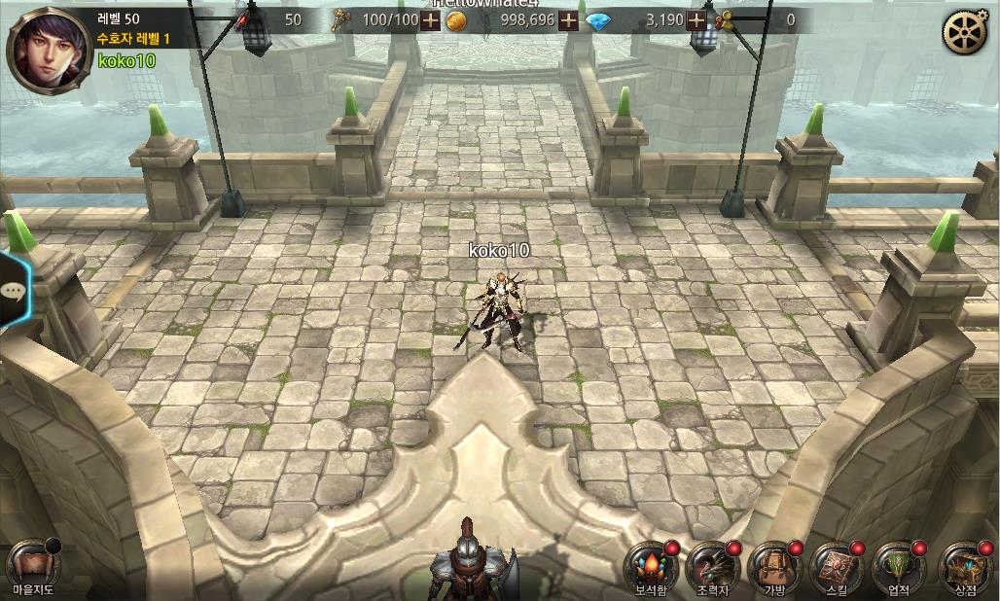 HelloWhale4
레벨 50
50
100/100
998,696
3,190
0
수호자 레벨 1
koko10
koko10
마을지도
보석함
조력자
가방
스킬
업적
상점